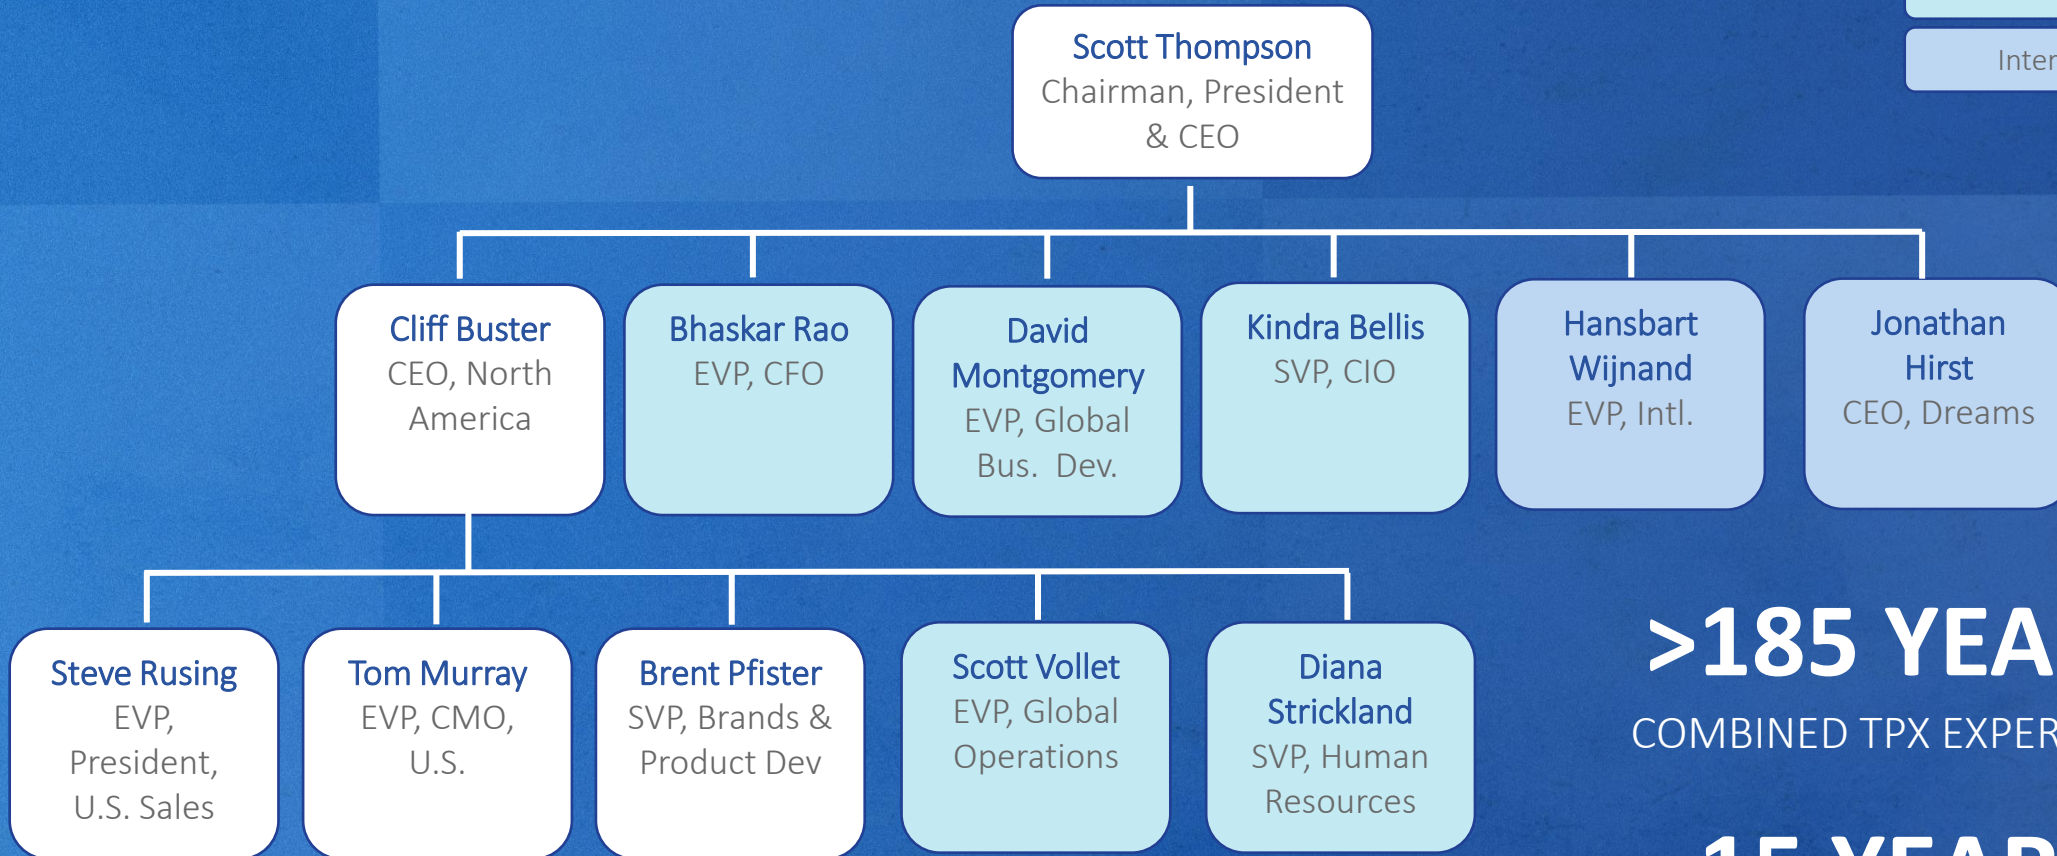 Scott Thompson
Chairman, President
& CEO
Cliff Buster
CEO, North
America
Bhaskar Rao
EVP, CFO
David
Montgomery
EVP, Global
Bus. Dev.
Kindra Bellis
SVP, CIO
Hansbart
Wijnand
EVP, Intl.
Jonathan
Hirst
CEO, Dreams
Steve Rusing
EVP,
President,
U.S. Sales
Tom Murray
EVP, CMO,
U.S.
Brent Pfister
SVP, Brands &
Product Dev
Scott Vollet
EVP, Global
Operations
Diana
Strickland
SVP, Human
Resources
>185
COMBINED TPX
15